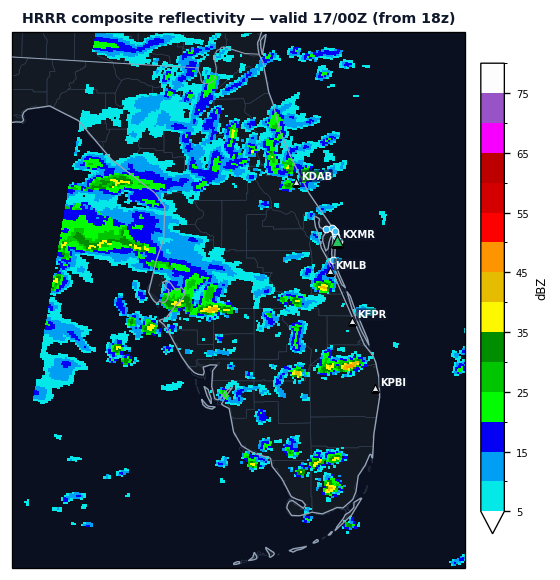 HRRR composite reflectivity — valid 17/00Z (from 18z)
KDAB
KXMR
KMLB
KFPR
KPBI
75
65
55
45
35
25
15
5
dBZ